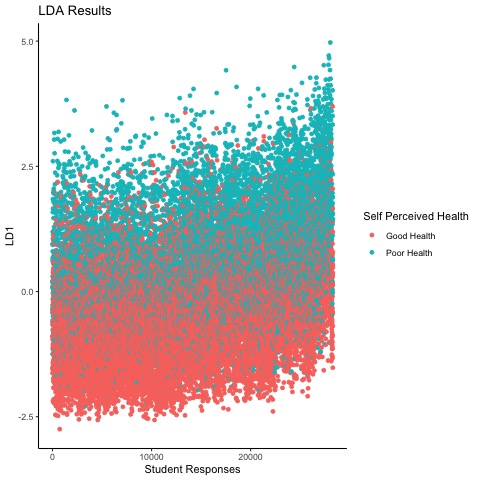 LDA Results
5.0
2.5
0.0
-2.5
LD1
0
10000
20000
Student Responses
Self Perceived Health
Good Health
Poor Health